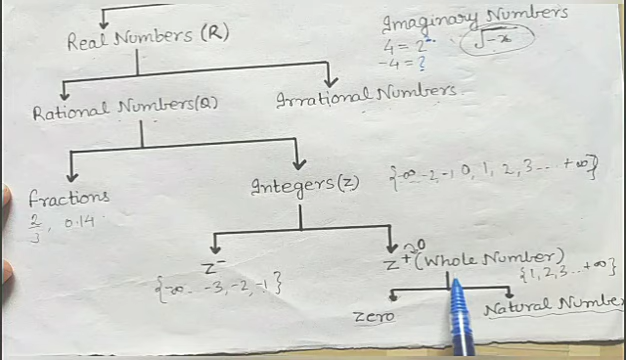 Imaginary Numbers
Real Numbers (R)
4 = 2²
√-x
-4 = ?
Rational Numbers(Q)
Irrational Numbers
Fractions
Integers(Z)
{-∞ -2, -1 0, 1, 2, 3... +∞}
2/3, 0.14
Z⁻
Z⁺ (Whole Number)
{-∞ .. -3, -2, -1}
{1, 2, 3... +∞}
Zero
Natural Numbe